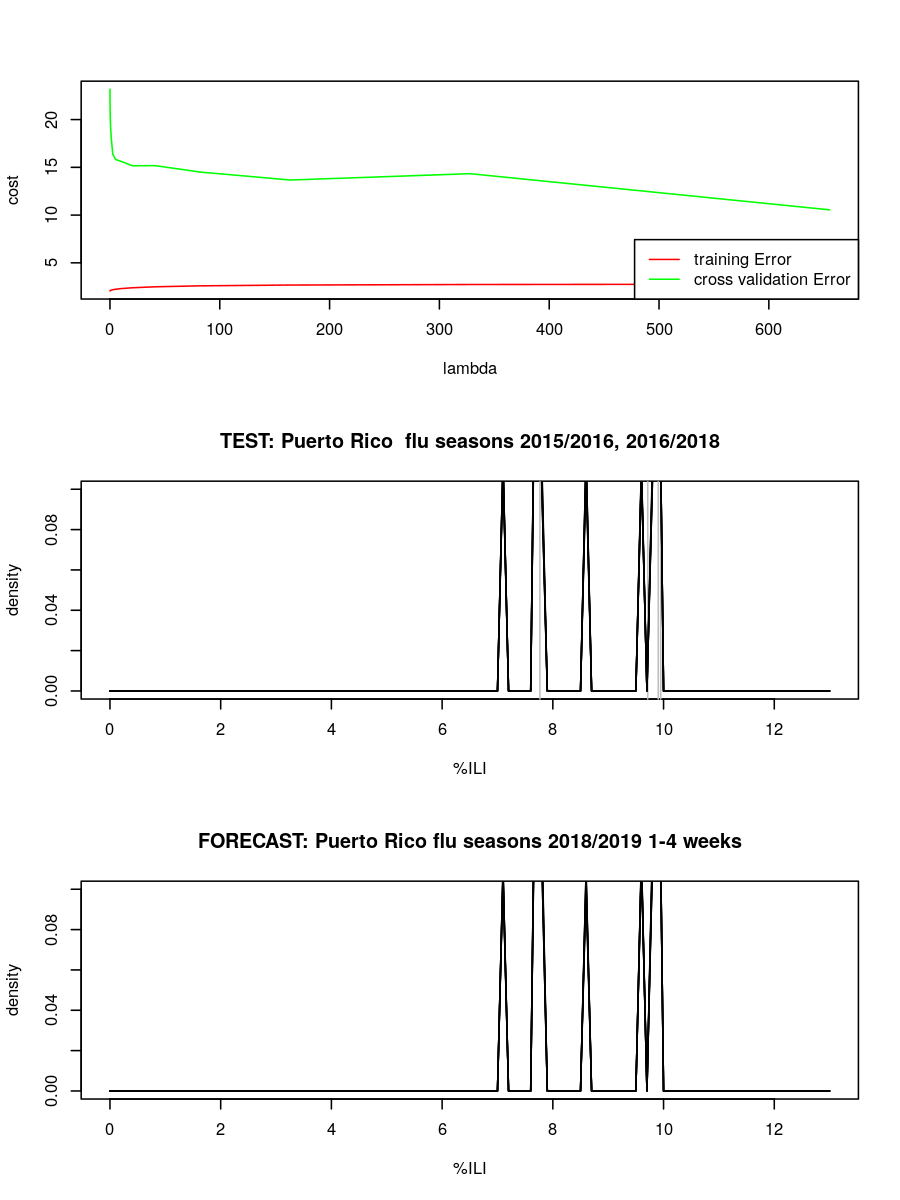 20
15
10
5
cost
training Error
cross validation Error
0 100 200 300 400 500 600
lambda
TEST: Puerto Rico  flu seasons 2015/2016, 2016/2018
0.08
0.04
0.00
density
0 2 4 6 8 10 12
%ILI
FORECAST: Puerto Rico flu seasons 2018/2019 1-4 weeks
0.08
0.04
0.00
density
0 2 4 6 8 10 12
%ILI